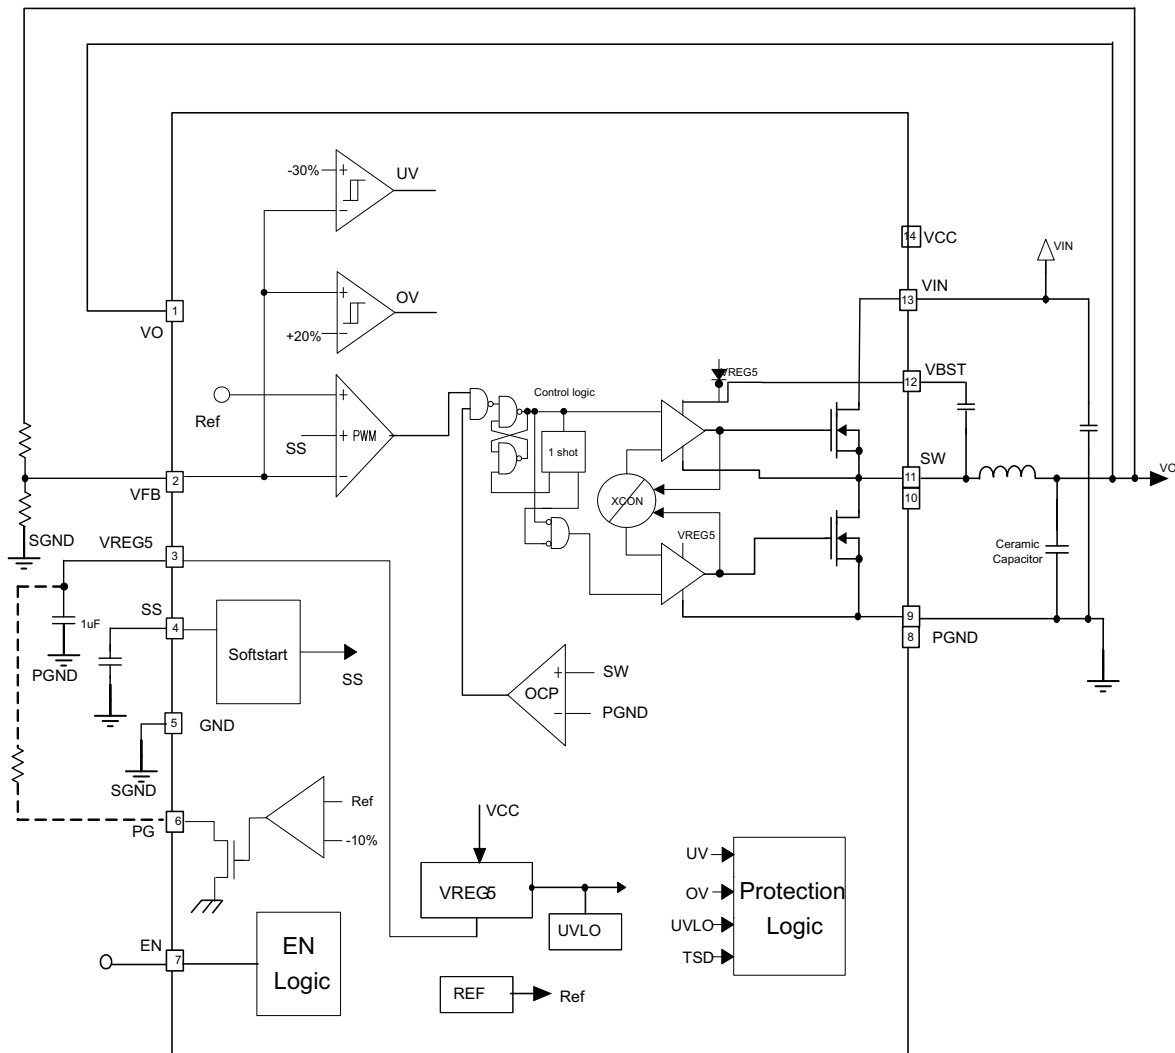 UV
-30%
+
−
14
VCC
VIN
OV
+
+20%
−
1
VO
VIN
13
VREG5
VBST
12
Control logic
Ref
+
SS
+
PWM
−
1 shot
SW
11
10
VO
2
VFB
XCON
SGND
VREG5
3
VREG5
Ceramic
Capacitor
1uF
SS
4
Softstart
SS
PGND
9
8
PGND
+
SW
OCP
−
PGND
5
GND
SGND
PG
6
Ref
-10%
VCC
VREG5
UVLO
UV
OV
UVLO
TSD
Protection
Logic
EN
7
EN
Logic
REF
Ref